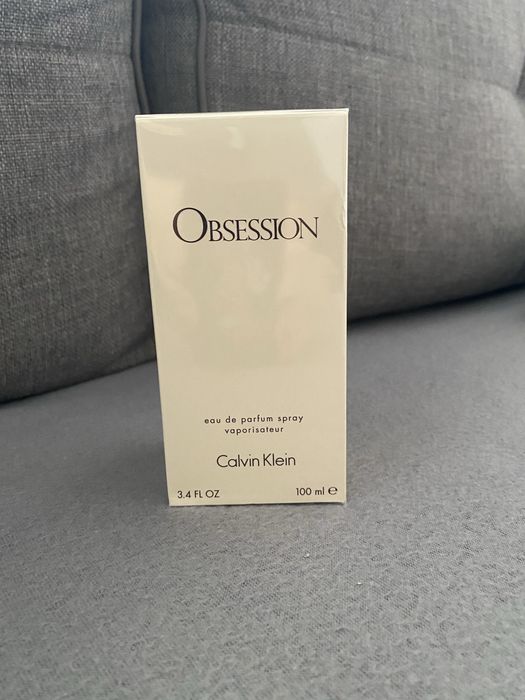 OBSESSION
eau de parfum spray
vaporisateur
Calvin Klein
3.4 FL OZ 100 ml ℮